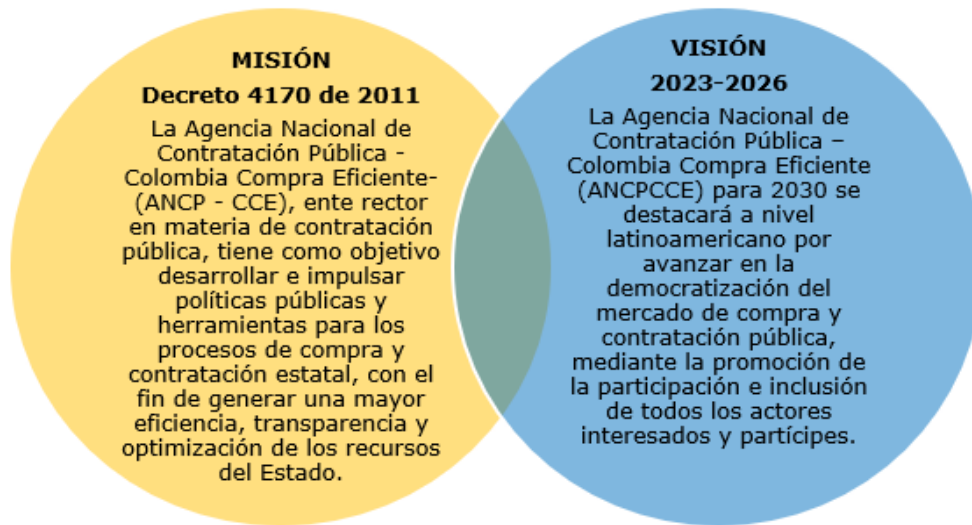 MISIÓN
Decreto 4170 de 2011
La Agencia Nacional de
Contratación Pública -
Colombia Compra Eficiente-
(ANCP - CCE), ente rector
en materia de contratación
pública, tiene como objetivo
desarrollar e impulsar
políticas públicas y
herramientas para los
procesos de compra y
contratación estatal, con el
fin de generar una mayor
eficiencia, transparencia y
optimización de los recursos
del Estado.
VISIÓN
2023-2026
La Agencia Nacional de
Contratación Pública –
Colombia Compra Eficiente
(ANCPCCE) para 2030 se
destacará a nivel
latinoamericano por
avanzar en la
democratización del
mercado de compra y
contratación pública,
mediante la promoción de
la participación e inclusión
de todos los actores
interesados y partícipes.